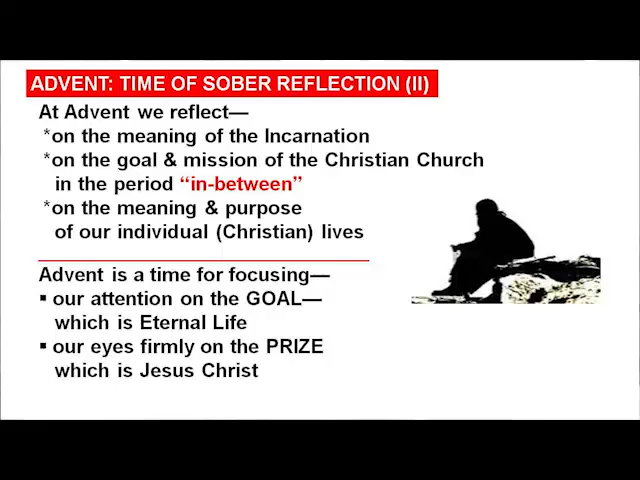 ADVENT: TIME OF SOBER REFLECTION (II)
At Advent we reflect—
*on the meaning of the Incarnation
*on the goal & mission of the Christian Church
in the period “in-between”
*on the meaning & purpose
of our individual (Christian) lives
Advent is a time for focusing—
▪ our attention on the GOAL—
which is Eternal Life
▪ our eyes firmly on the PRIZE
which is Jesus Christ